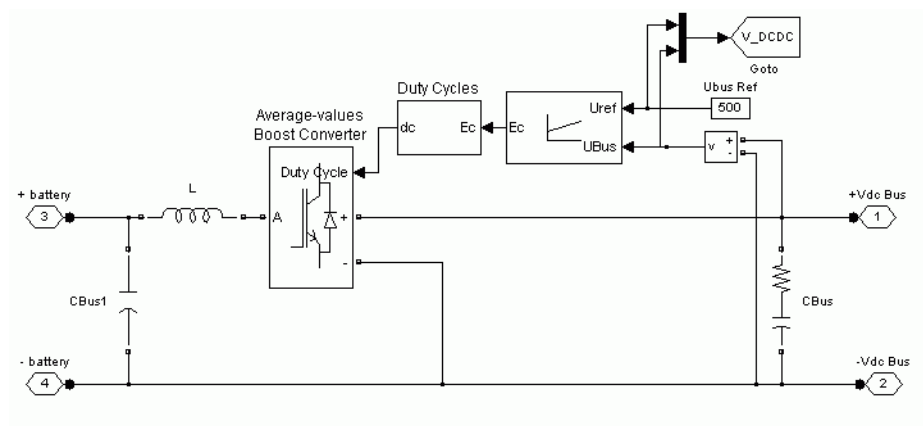 V_DCDC
Goto
Ubus Ref
500
Duty Cycles
dc
Ec
Ec
Uref
UBus
v
+
-
Average-values
Boost Converter
Duty Cycle
A
+
-
+ battery
3
L
+Vdc Bus
1
CBus1
CBus
- battery
4
-Vdc Bus
2